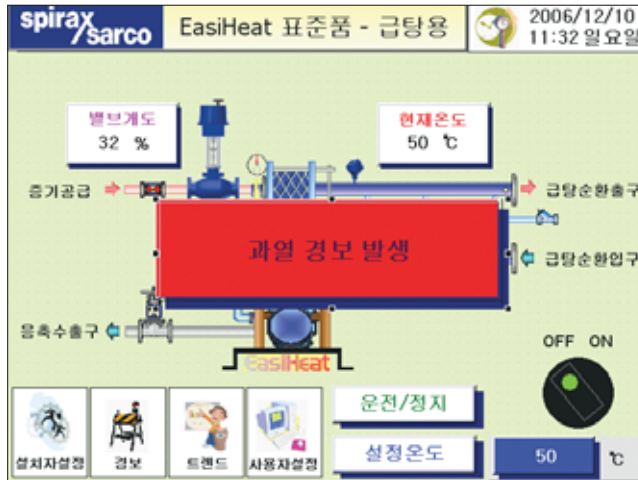 spirax sarco
EasiHeat 표준품 - 급탕용
2006/12/10
11:32 일요일
밸브개도
32 %
현재온도
50 ℃
증기공급
급탕순환출구
과열 경보 발생
급탕순환입구
응축수출구
EasiHeat
OFF ON
운전/정지
설정온도
50 ℃
설치자설정
경보
트렌드
사용자설정